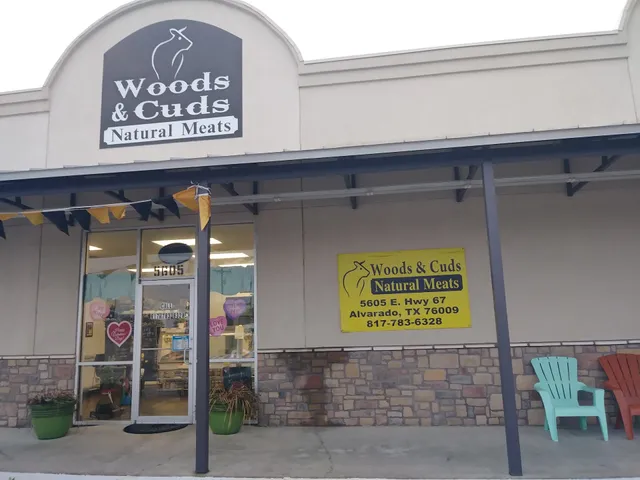 Woods
& Cuds
Natural Meats
5605
Woods & Cuds
Natural Meats
5605 E. Hwy 67
Alvarado, TX 76009
817-783-6328